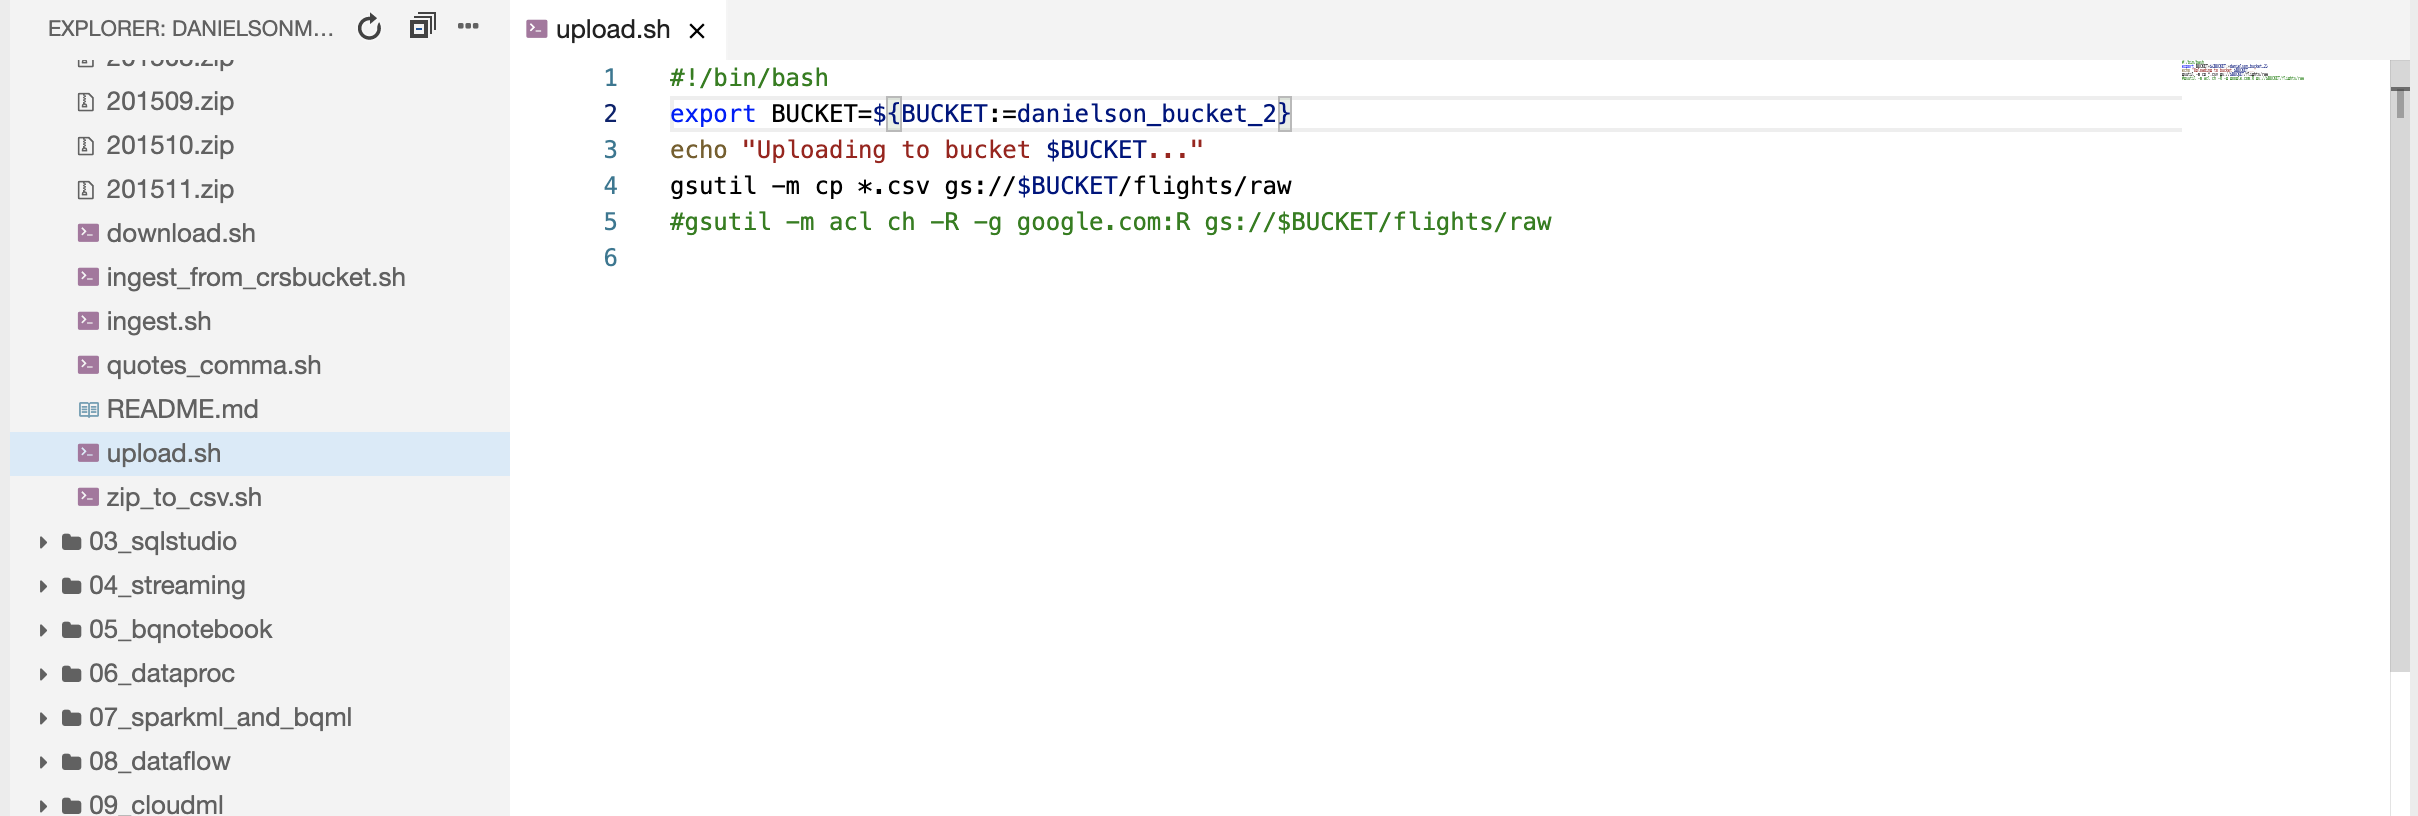 EXPLORER: DANIELSONM...
201509.zip
201510.zip
201511.zip
download.sh
ingest_from_crsbucket.sh
ingest.sh
quotes_comma.sh
README.md
upload.sh
zip_to_csv.sh
03_sqlstudio
04_streaming
05_bqnotebook
06_dataproc
07_sparkml_and_bqml
08_dataflow
09_cloudml
upload.sh
1 #!/bin/bash
2 export BUCKET=${BUCKET:=danielson_bucket_2}
3 echo "Uploading to bucket $BUCKET..."
4 gsutil -m cp *.csv gs://$BUCKET/flights/raw
5 #gsutil -m acl ch -R -g google.com:R gs://$BUCKET/flights/raw
6